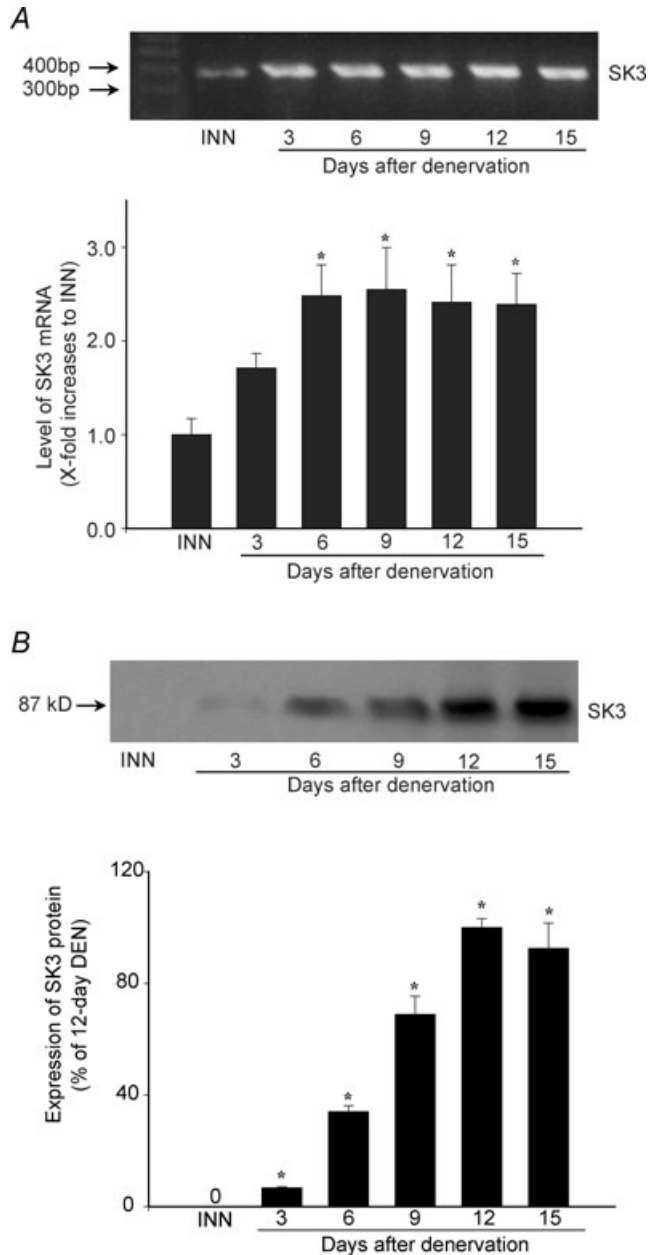 A
400bp
300bp
SK3
INN 3 6 9 12 15
Days after denervation
Level of SK3 mRNA
(X-fold increases to INN)
3.0
2.0
1.0
0.0
* * * *
INN 3 6 9 12 15
Days after denervation
B
87 kD
SK3
INN 3 6 9 12 15
Days after denervation
Expression of SK3 protein
(% of 12-day DEN)
120
80
40
0
0
* * * * *
INN 3 6 9 12 15
Days after denervation